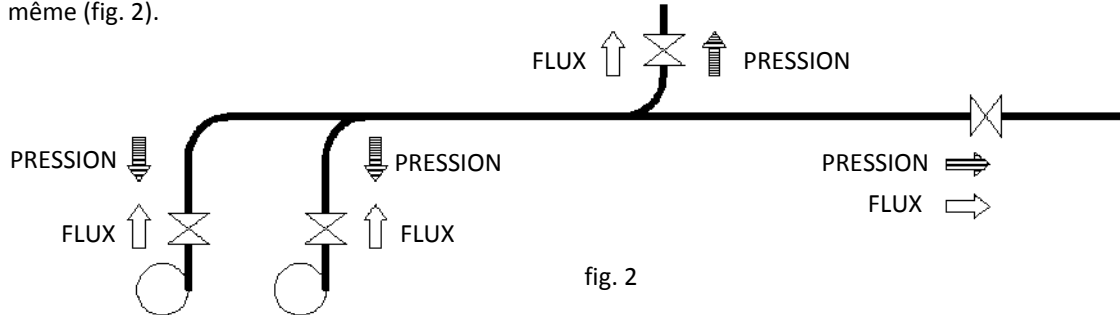 même (fig. 2).
FLUX PRESSION
PRESSION PRESSION PRESSION
FLUX FLUX FLUX
fig. 2